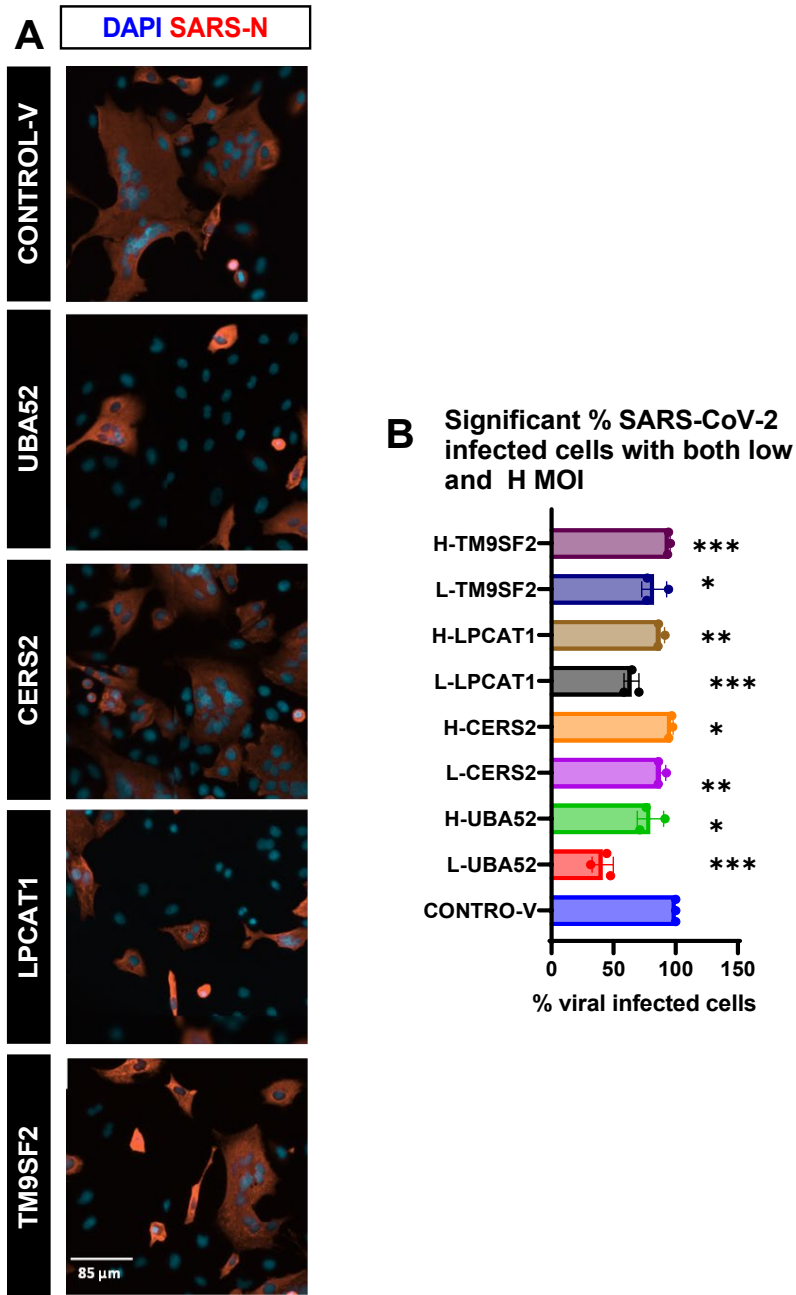 A
DAPI SARS-N
CONTROL-V
UBA52
CERS2
LPCAT1
TM9SF2
85 µm
B
Significant % SARS-CoV-2
infected cells with both low
and H MOI
H-TM9SF2
***
L-TM9SF2
*
H-LPCAT1
**
L-LPCAT1
***
H-CERS2
*
L-CERS2
**
H-UBA52
*
L-UBA52
***
CONTRO-V
0 50 100 150
% viral infected cells